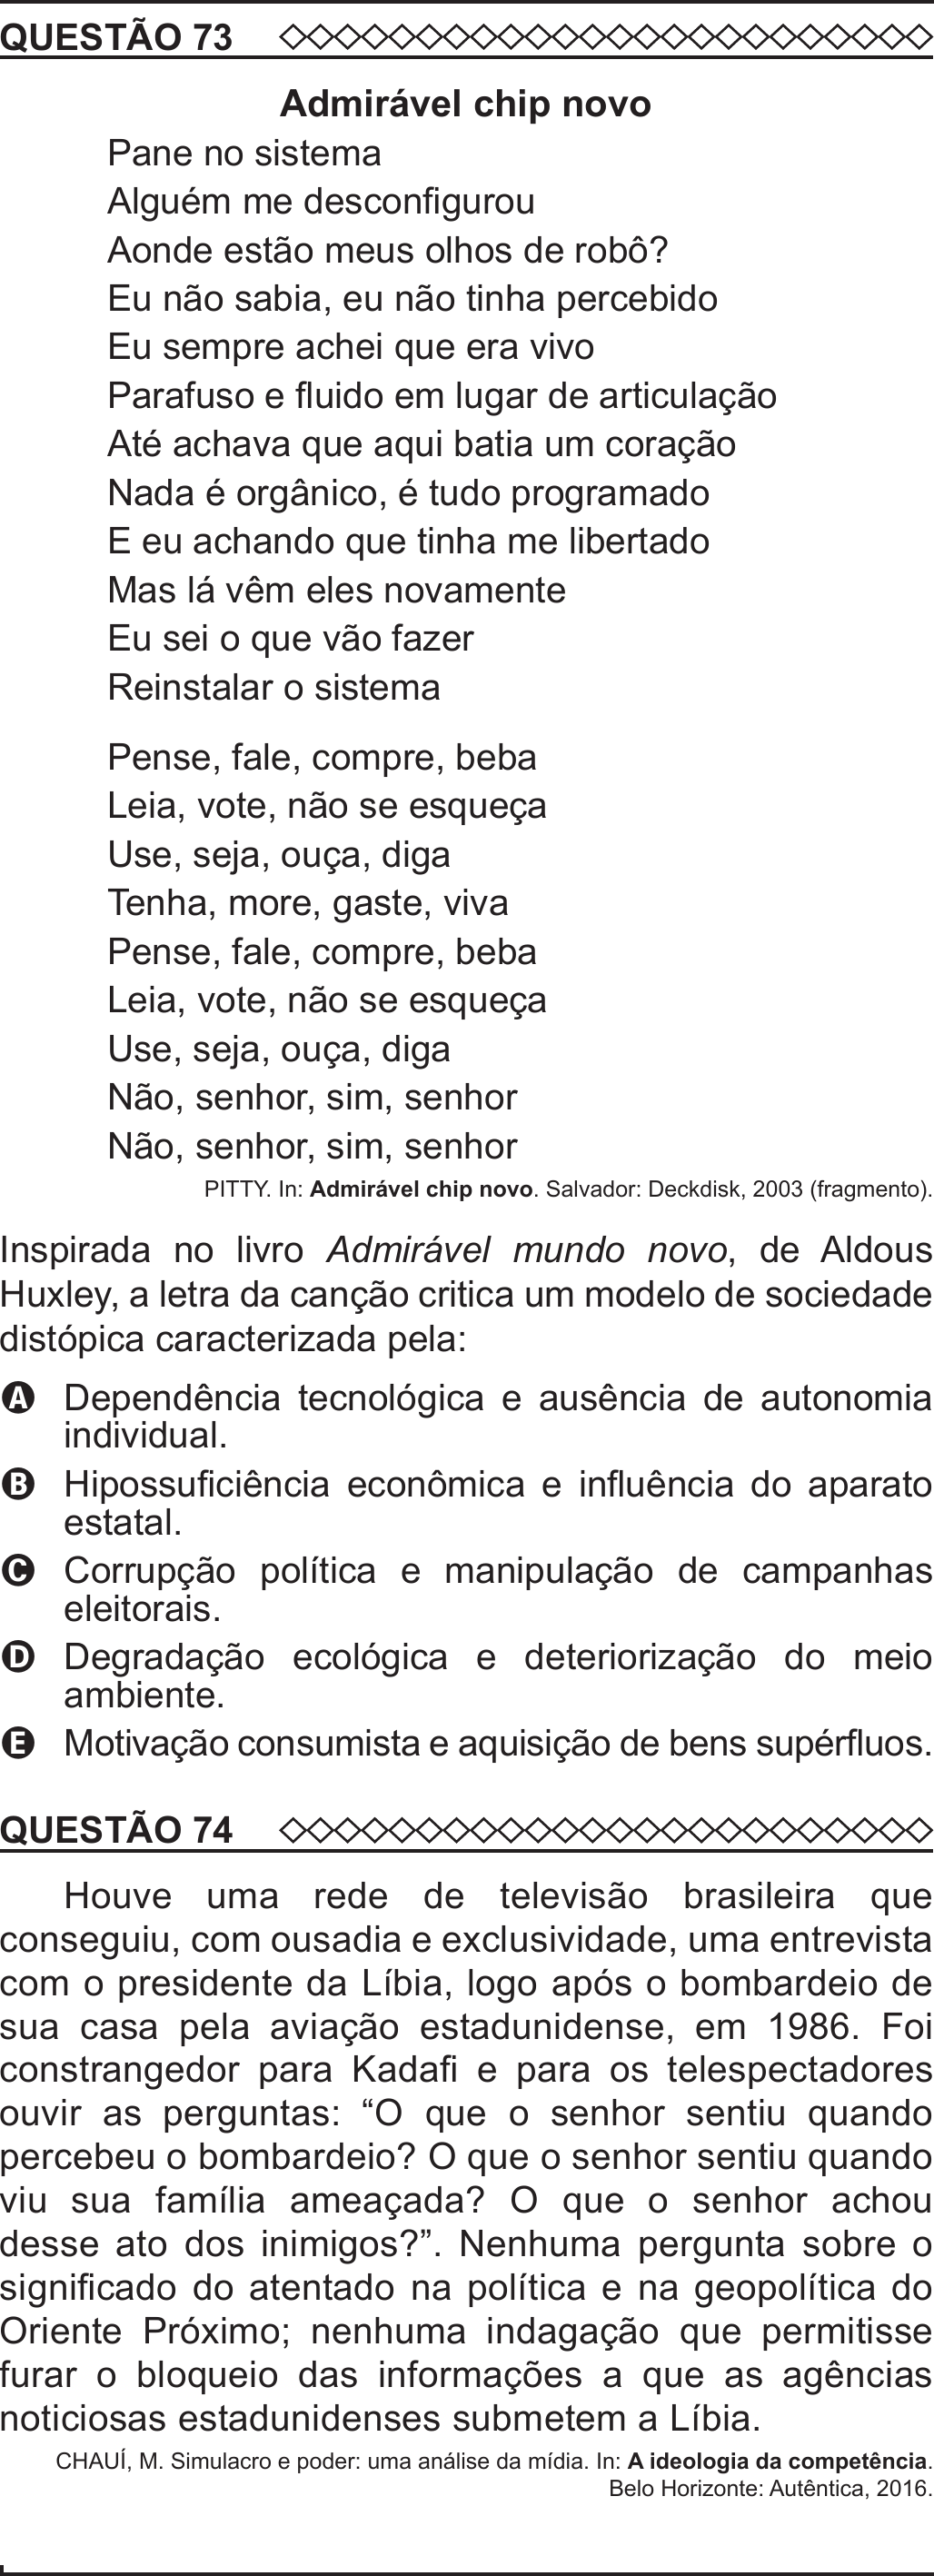 QUESTÃO 73
Admirável chip novo
Pane no sistema
Alguém me desconfigurou
Aonde estão meus olhos de robô?
Eu não sabia, eu não tinha percebido
Eu sempre achei que era vivo
Parafuso e fluido em lugar de articulação
Até achava que aqui batia um coração
Nada é orgânico, é tudo programado
E eu achando que tinha me libertado
Mas lá vêm eles novamente
Eu sei o que vão fazer
Reinstalar o sistema
Pense, fale, compre, beba
Leia, vote, não se esqueça
Use, seja, ouça, diga
Tenha, more, gaste, viva
Pense, fale, compre, beba
Leia, vote, não se esqueça
Use, seja, ouça, diga
Não, senhor, sim, senhor
Não, senhor, sim, senhor
PITTY. In: Admirável chip novo. Salvador: Deckdisk, 2003 (fragmento).
Inspirada no livro Admirável mundo novo, de Aldous
Huxley, a letra da canção critica um modelo de sociedade
distópica caracterizada pela:
A Dependência tecnológica e ausência de autonomia
individual.
B Hipossuficiência econômica e influência do aparato
estatal.
C Corrupção política e manipulação de campanhas
eleitorais.
D Degradação ecológica e deteriorização do meio
ambiente.
E Motivação consumista e aquisição de bens supérfluos.
QUESTÃO 74
Houve uma rede de televisão brasileira que
conseguiu, com ousadia e exclusividade, uma entrevista
com o presidente da Líbia, logo após o bombardeio de
sua casa pela aviação estadunidense, em 1986. Foi
constrangedor para Kadafi e para os telespectadores
ouvir as perguntas: “O que o senhor sentiu quando
percebeu o bombardeio? O que o senhor sentiu quando
viu sua família ameaçada? O que o senhor achou
desse ato dos inimigos?”. Nenhuma pergunta sobre o
significado do atentado na política e na geopolítica do
Oriente Próximo; nenhuma indagação que permitisse
furar o bloqueio das informações a que as agências
noticiosas estadunidenses submetem a Líbia.
CHAUÍ, M. Simulacro e poder: uma análise da mídia. In: A ideologia da competência.
Belo Horizonte: Autêntica, 2016.